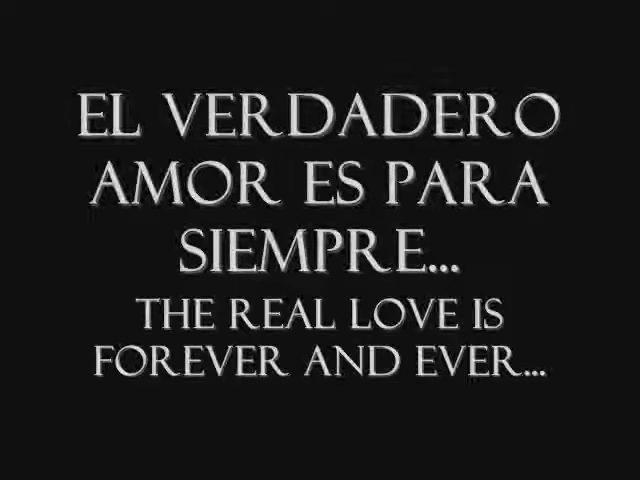 EL VERDADERO
AMOR ES PARA
SIEMPRE...
THE REAL LOVE IS
FOREVER AND EVER...